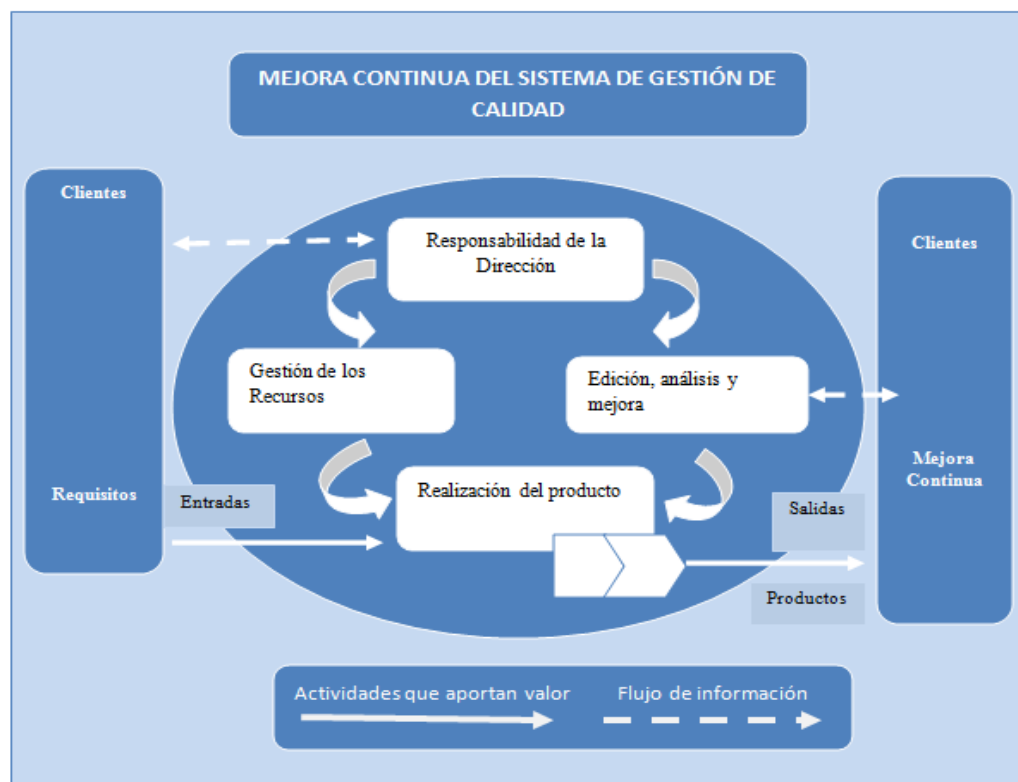 MEJORA CONTINUA DEL SISTEMA DE GESTIÓN DE
CALIDAD
Clientes
Requisitos
Entradas
Responsabilidad de la
Dirección
Gestión de los
Recursos
Edición, análisis y
mejora
Realización del producto
Clientes
Mejora
Continua
Salidas
Productos
Actividades que aportan valor
Flujo de información